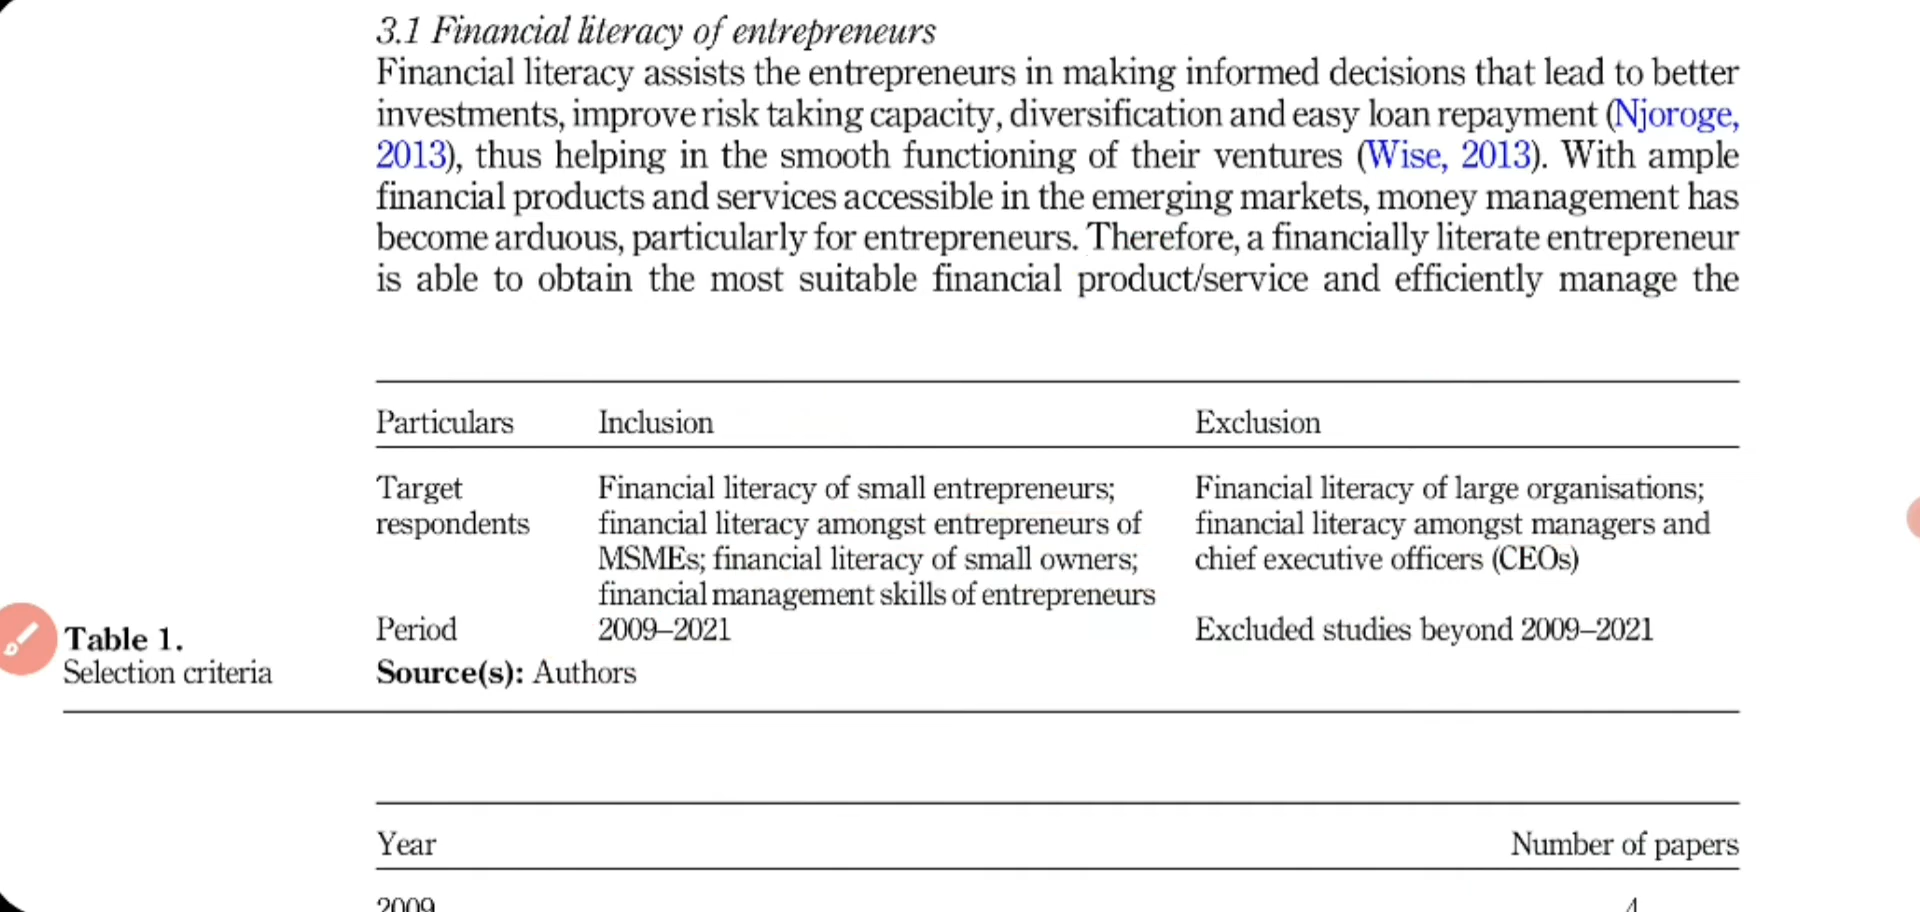 3.1 Financial literacy of entrepreneurs
Financial literacy assists the entrepreneurs in making informed decisions that lead to better
investments, improve risk taking capacity, diversification and easy loan repayment (Njoroge,
2013), thus helping in the smooth functioning of their ventures (Wise, 2013). With ample
financial products and services accessible in the emerging markets, money management has
become arduous, particularly for entrepreneurs. Therefore, a financially literate entrepreneur
is able to obtain the most suitable financial product/service and efficiently manage the
Particulars Inclusion Exclusion
Target Financial literacy of small entrepreneurs; Financial literacy of large organisations;
respondents financial literacy amongst entrepreneurs of financial literacy amongst managers and
MSMEs; financial literacy of small owners; chief executive officers (CEOs)
financial management skills of entrepreneurs
Period 2009–2021 Excluded studies beyond 2009–2021
Table 1.
Selection criteria
Source(s): Authors
Year Number of papers
2009 4